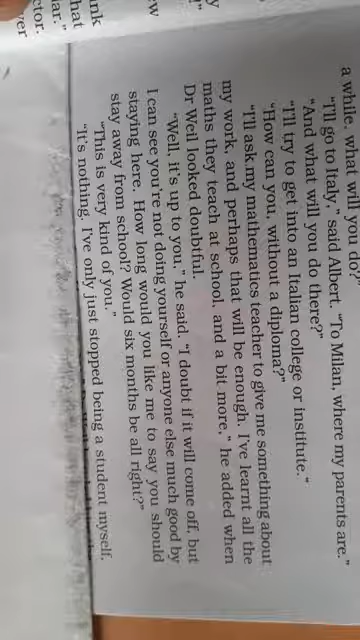 a while, what will you do?"
"I'll go to Italy," said Albert. "To Milan, where my parents are."
"And what will you do there?"
"I'll try to get into an Italian college or institute."
"How can you, without a diploma?"
"I'll ask my mathematics teacher to give me something about
my work, and perhaps that will be enough. I've learnt all the
maths they teach at school, and a bit more," he added when
Dr Weil looked doubtful.
"Well, it's up to you," he said. "I doubt if it will come off, but
I can see you're not doing yourself or anyone else much good by
staying here. How long would you like me to say you should
stay away from school? Would six months be all right?"
"This is very kind of you."
"It's nothing. I've only just stopped being a student myself.
y
ew
ink
hat
lar."
ctor.
ver